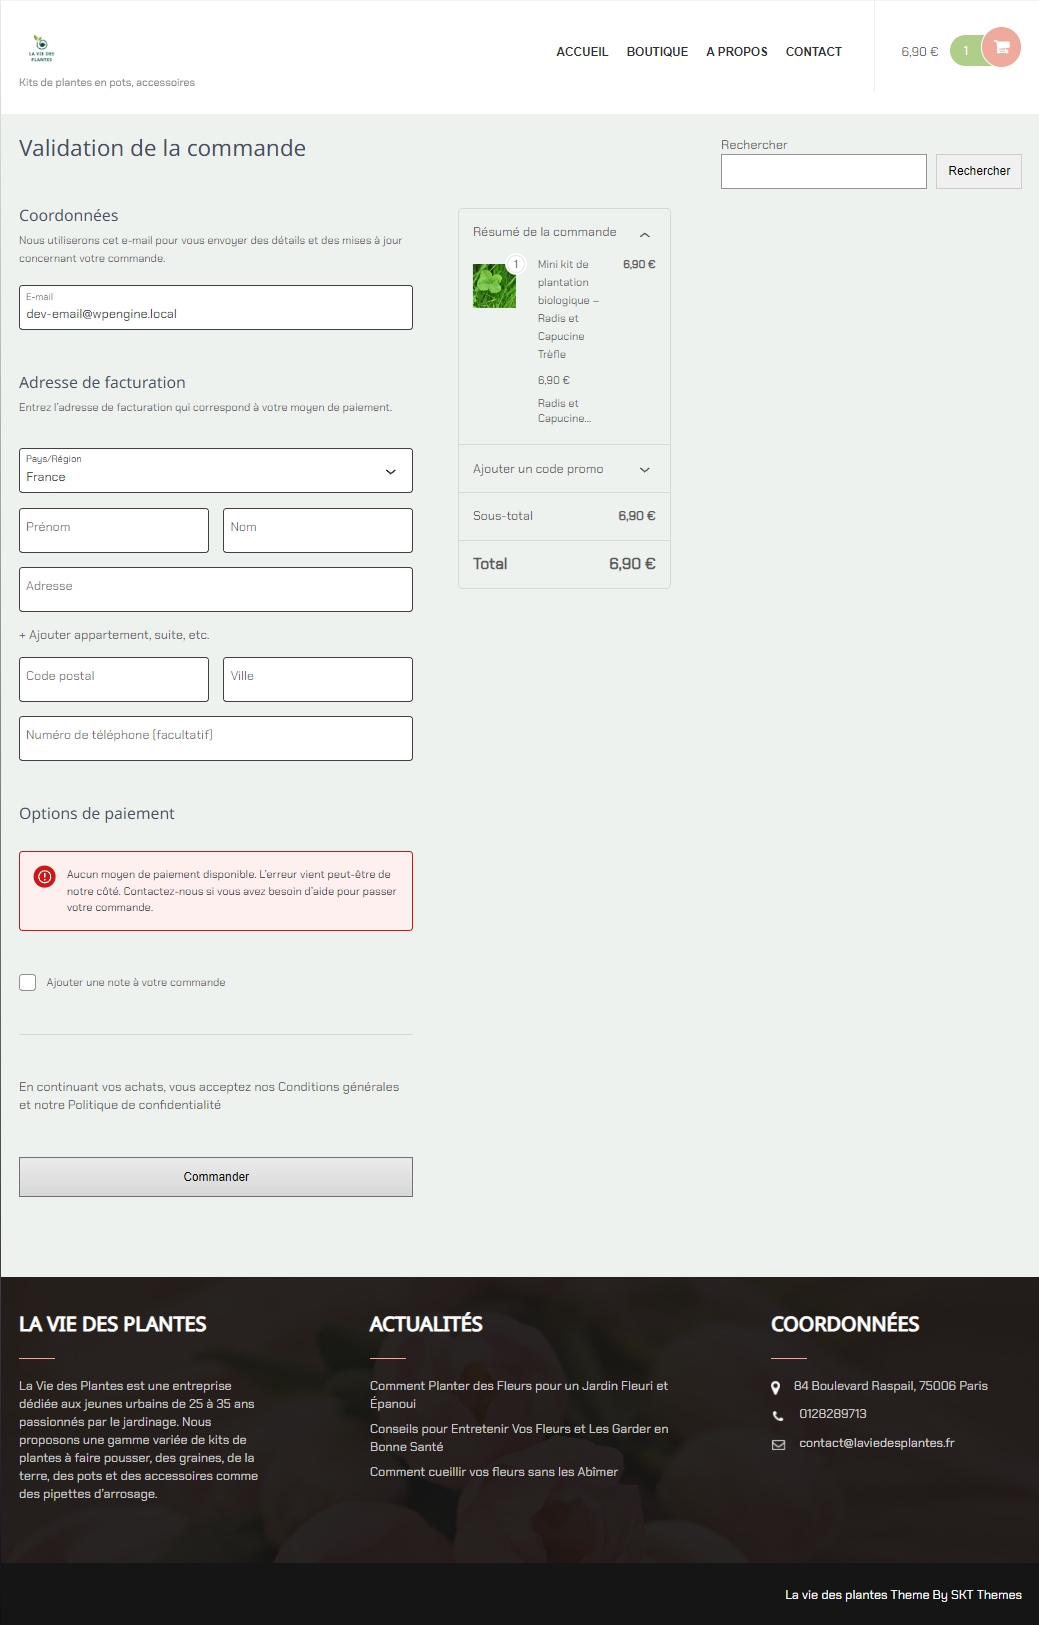 LA VIE DES
PLANTES
Kits de plantes en pots, accessoires
ACCUEIL BOUTIQUE A PROPOS CONTACT
6,90 € 1
Validation de la commande
Rechercher
Rechercher
Coordonnées
Nous utiliserons cet e-mail pour vous envoyer des détails et des mises à jour
concernant votre commande.
E-mail
dev-email@wpengine.local
Adresse de facturation
Entrez l’adresse de facturation qui correspond à votre moyen de paiement.
Pays/Région
France
Prénom Nom
Adresse
+ Ajouter appartement, suite, etc.
Code postal Ville
Numéro de téléphone (facultatif)
Options de paiement
Aucun moyen de paiement disponible. L’erreur vient peut-être de
notre côté. Contactez-nous si vous avez besoin d’aide pour passer
votre commande.
Ajouter une note à votre commande
En continuant vos achats, vous acceptez nos Conditions générales
et notre Politique de confidentialité
Commander
Résumé de la commande
1
Mini kit de 6,90 €
plantation
biologique –
Radis et
Capucine
Trèfle
6,90 €
Radis et
Capucine...
Ajouter un code promo
Sous-total 6,90 €
Total 6,90 €
LA VIE DES PLANTES
La Vie des Plantes est une entreprise
dédiée aux jeunes urbains de 25 à 35 ans
passionnés par le jardinage. Nous
proposons une gamme variée de kits de
plantes à faire pousser, des graines, de la
terre, des pots et des accessoires comme
des pipettes d’arrosage.
ACTUALITÉS
Comment Planter des Fleurs pour un Jardin Fleuri et
Épanoui
Conseils pour Entretenir Vos Fleurs et Les Garder en
Bonne Santé
Comment cueillir vos fleurs sans les Abîmer
COORDONNÉES
84 Boulevard Raspail, 75006 Paris
0128289713
contact@laviedesplantes.fr
La vie des plantes Theme By SKT Themes